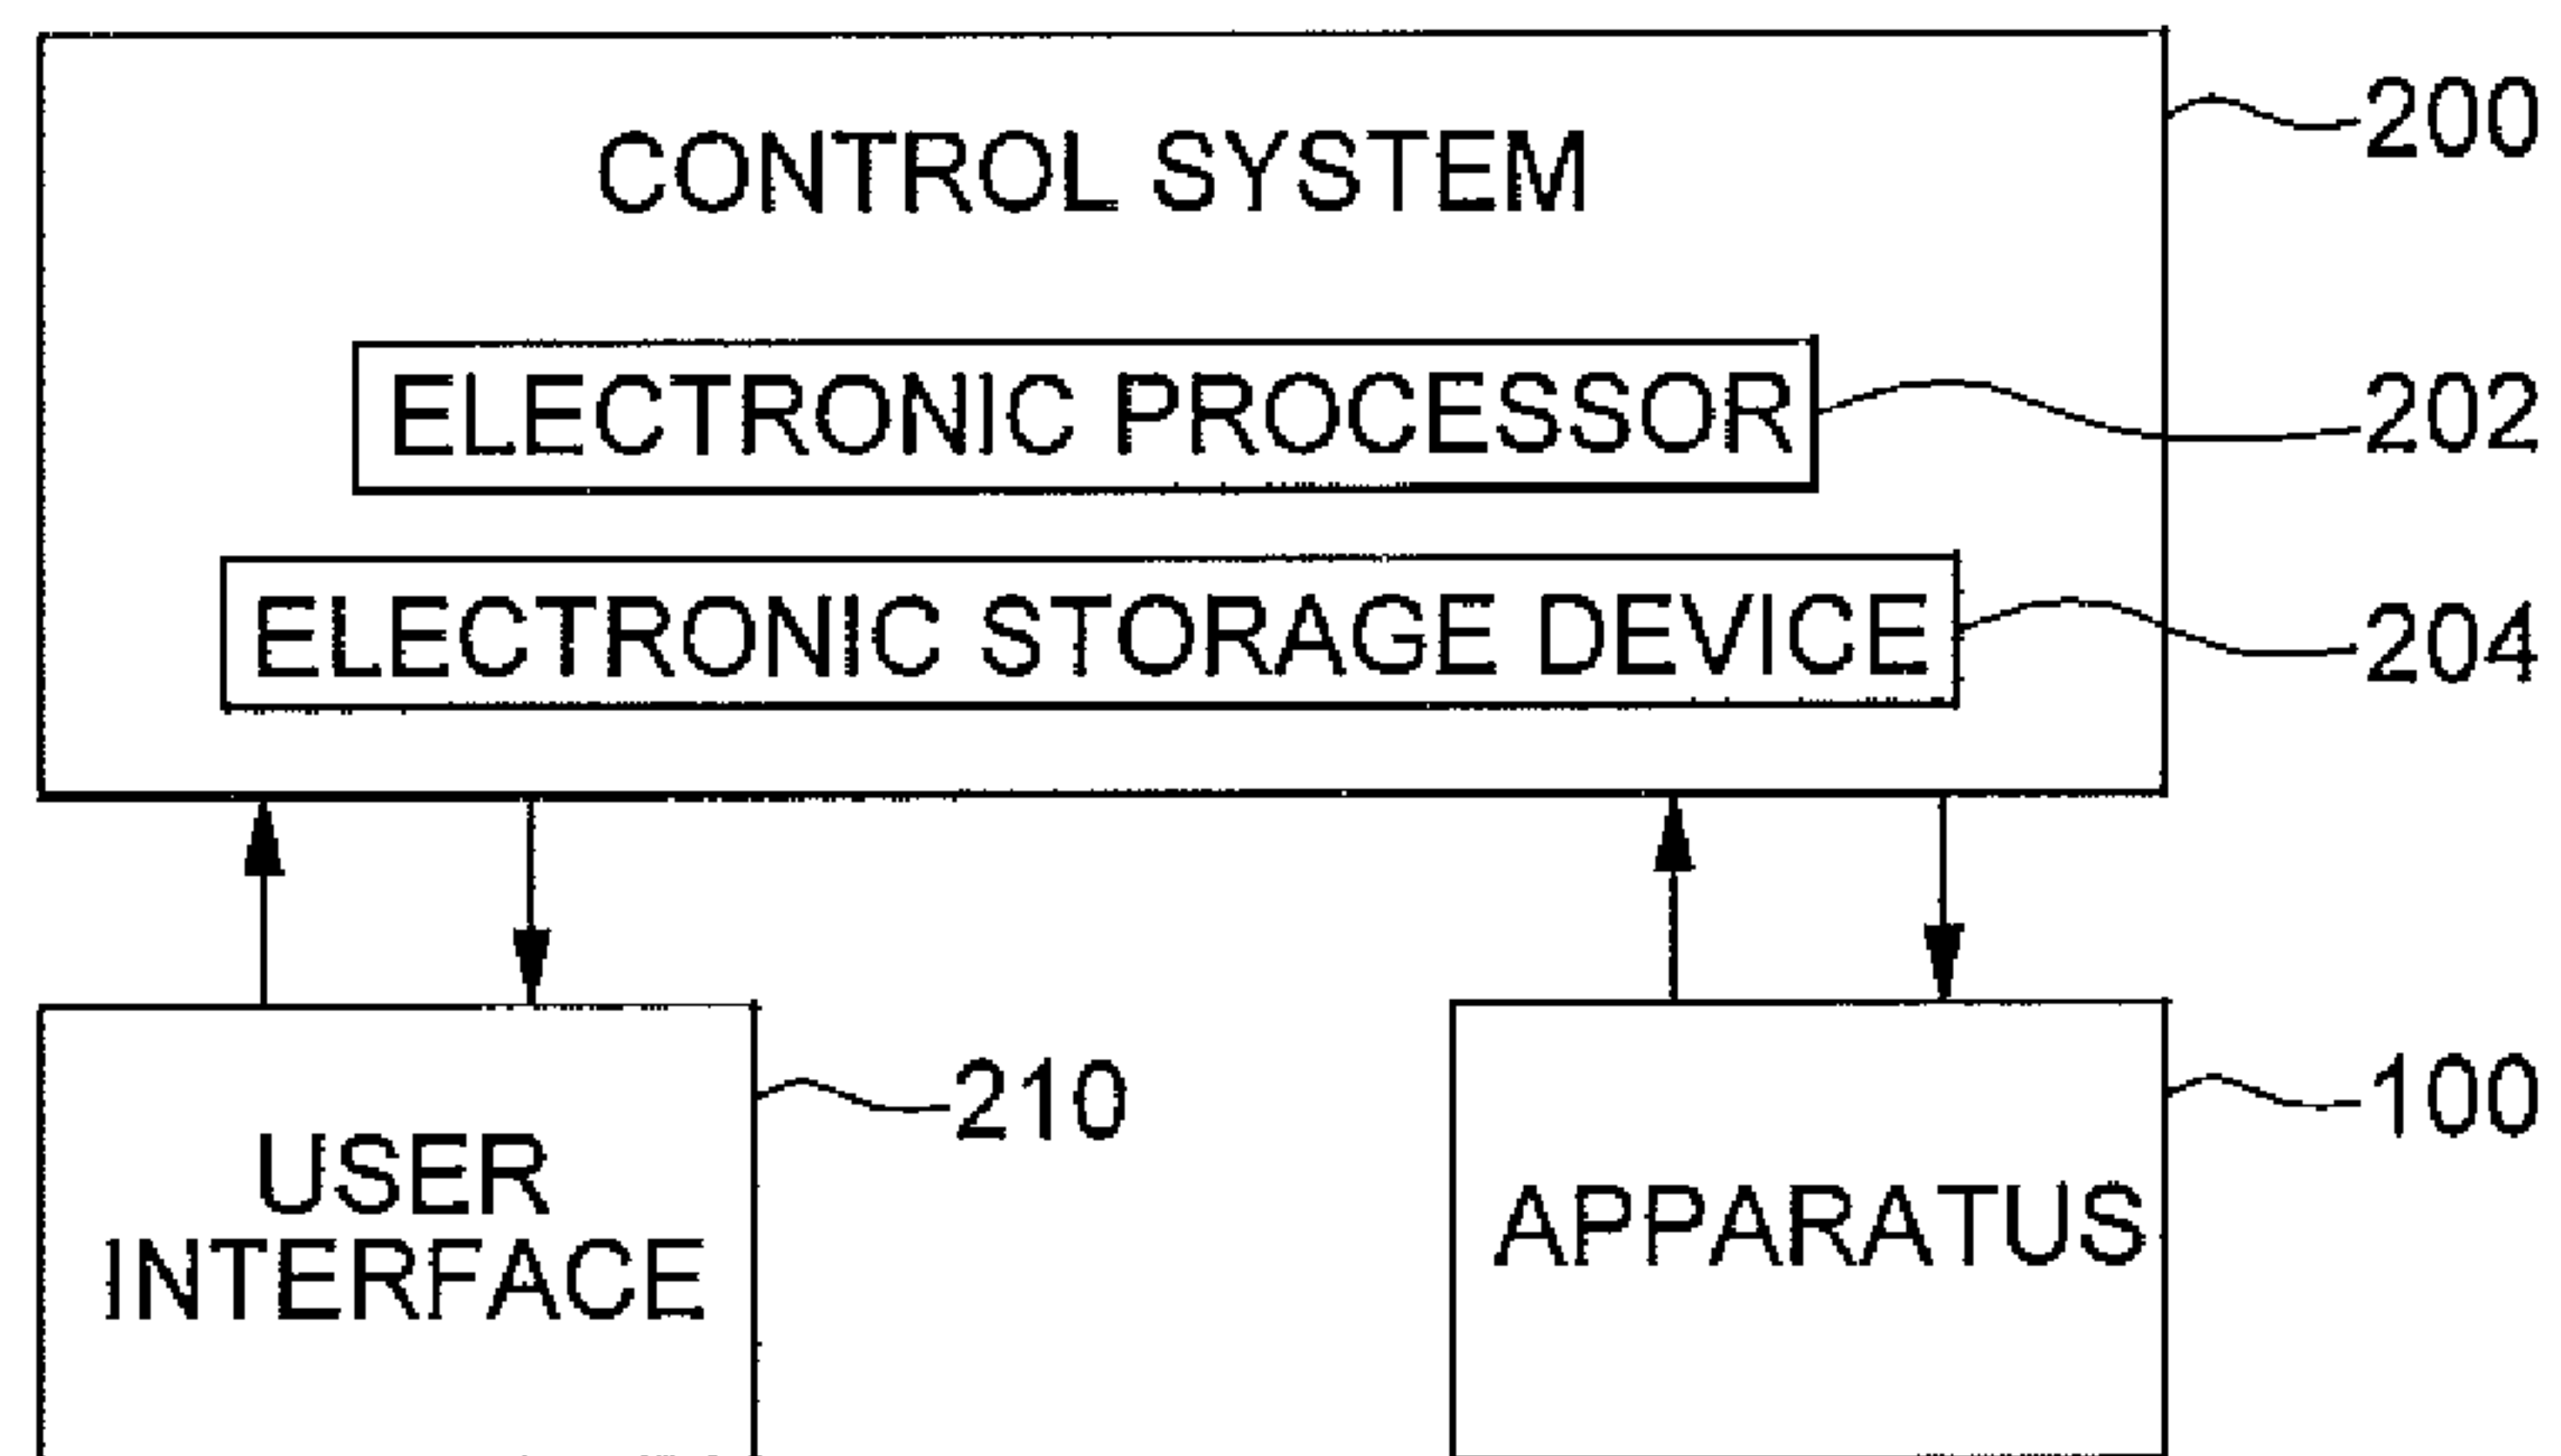 CONTROL SYSTEM
200
ELECTRONIC PROCESSOR
202
ELECTRONIC STORAGE DEVICE
204
210
100
USER
INTERFACE
APPARATUS